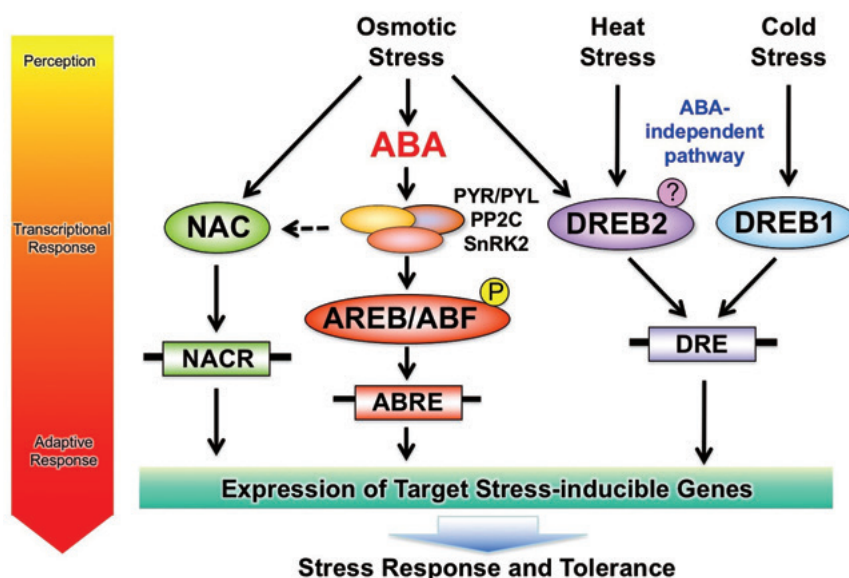 Osmotic
Stress
Heat
Stress
Cold
Stress
Perception
ABA-
independent
pathway
ABA
PYR/PYL
PP2C
SnRK2
?
NAC
DREB2
DREB1
Transcriptional
Response
P
AREB/ABF
NACR
DRE
ABRE
Adaptive
Response
Expression of Target Stress-inducible Genes
Stress Response and Tolerance